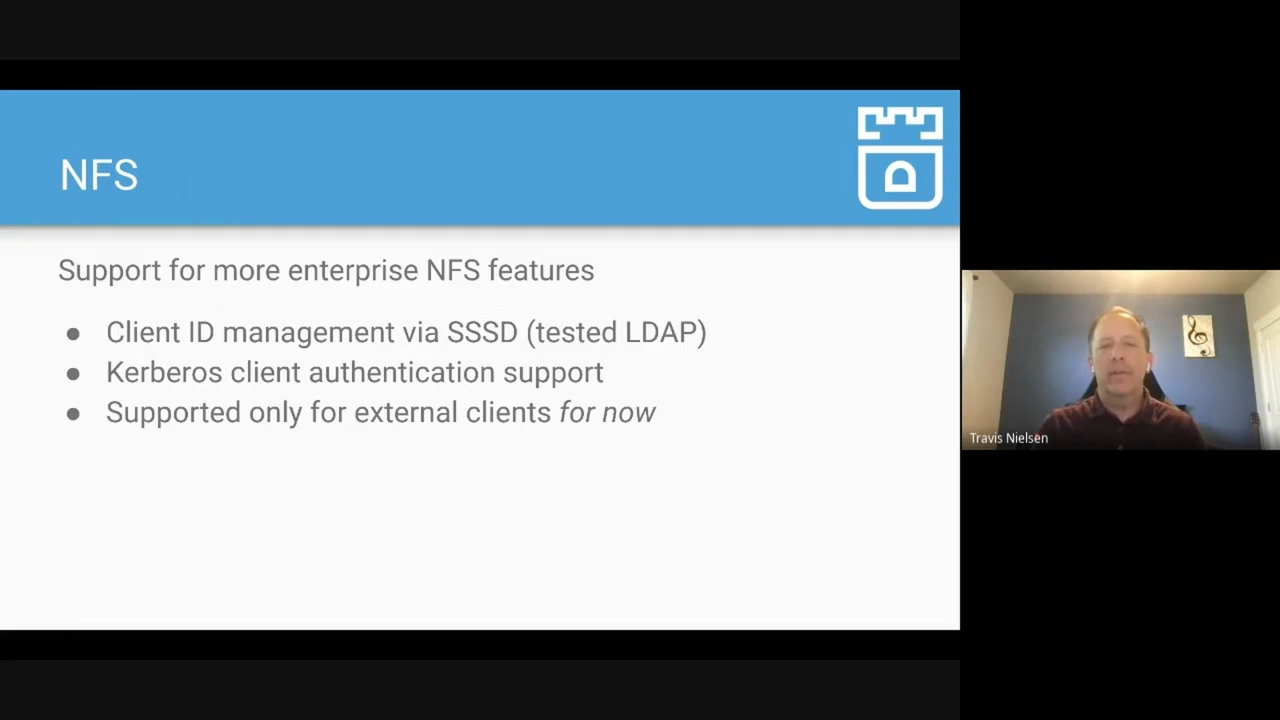 NFS
Support for more enterprise NFS features
● Client ID management via SSSD (tested LDAP)
● Kerberos client authentication support
● Supported only for external clients for now
Travis Nielsen